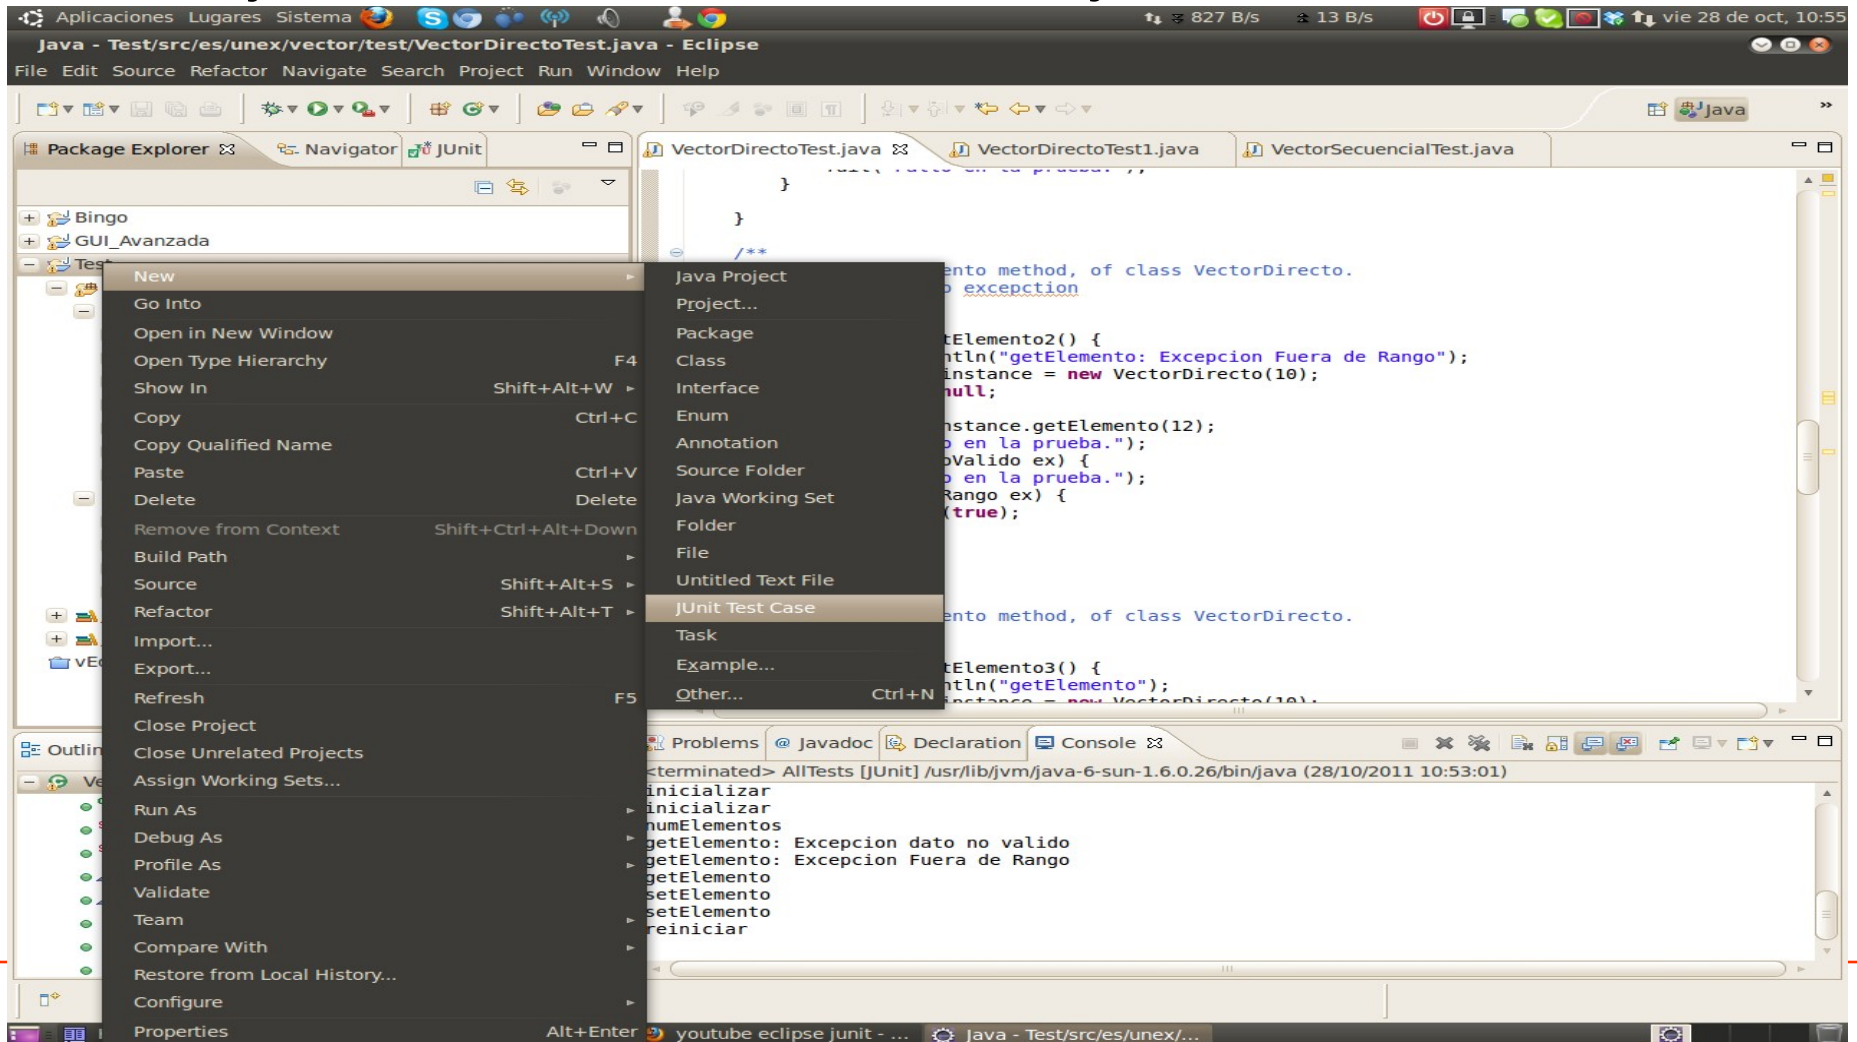 Aplicaciones Lugares Sistema 827 B/s 13 B/s vie 28 de oct, 10:55
Java - Test/src/es/unex/vector/test/VectorDirectoTest.java - Eclipse
File Edit Source Refactor Navigate Search Project Run Window Help
Java »
Package Explorer Navigator JUnit
VectorDirectoTest.java VectorDirectoTest1.java VectorSecuencialTest.java
Bingo
GUI_Avanzada
Test
New
Go Into
Open in New Window
Open Type Hierarchy F4
Show In Shift+Alt+W
Copy Ctrl+C
Copy Qualified Name
Paste Ctrl+V
Delete Delete
Remove from Context Shift+Ctrl+Alt+Down
Build Path
Source Shift+Alt+S
Refactor Shift+Alt+T
Import...
Export...
Refresh F5
Close Project
Close Unrelated Projects
Assign Working Sets...
Run As
Debug As
Profile As
Validate
Team
Compare With
Restore from Local History...
Configure
Properties Alt+Enter
Java Project
Project...
Package
Class
Interface
Enum
Annotation
Source Folder
Java Working Set
Folder
File
Untitled Text File
JUnit Test Case
Task
Example...
Other... Ctrl+N
}
}
/**
ento method, of class VectorDirecto.
excepction
tElemento2() {
ntln("getElemento: Excepcion Fuera de Rango");
instance = new VectorDirecto(10);
null;
nstance.getElemento(12);
en la prueba.");
oValido ex) {
en la prueba.");
Rango ex) {
(true);
ento method, of class VectorDirecto.
tElemento3() {
ntln("getElemento");
instance = new VectorDirecto(10);
Outlin
Ve
Problems @ Javadoc Declaration Console
<terminated> AllTests [JUnit] /usr/lib/jvm/java-6-sun-1.6.0.26/bin/java (28/10/2011 10:53:01)
inicializar
inicializar
numElementos
getElemento: Excepcion dato no valido
getElemento: Excepcion Fuera de Rango
getElemento
setElemento
setElemento
reiniciar
youtube eclipse junit - ... Java - Test/src/es/unex/...